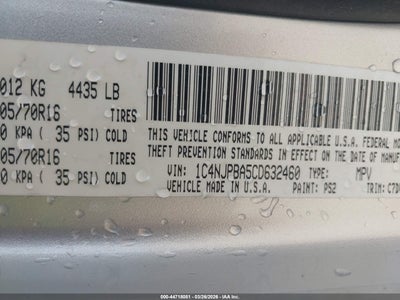 012 KG 4435 LB
05/70R16 TIRES
0 KPA ( 35 PSI) COLD
05/70R16 TIRES
0 KPA ( 35 PSI) COLD
THIS VEHICLE CONFORMS TO ALL APPLICABLE U.S.A. FEDERAL MO
THEFT PREVENTION STANDARDS IN EFFECT ON THE DATE OF
VIN: 1C4NJPBA5CD632460 TYPE: MPV
VEHICLE MADE IN U.S.A. PAINT: PS2 TRIM: C7D
000-44718081 - 03/26/2026 - IAA, Inc.